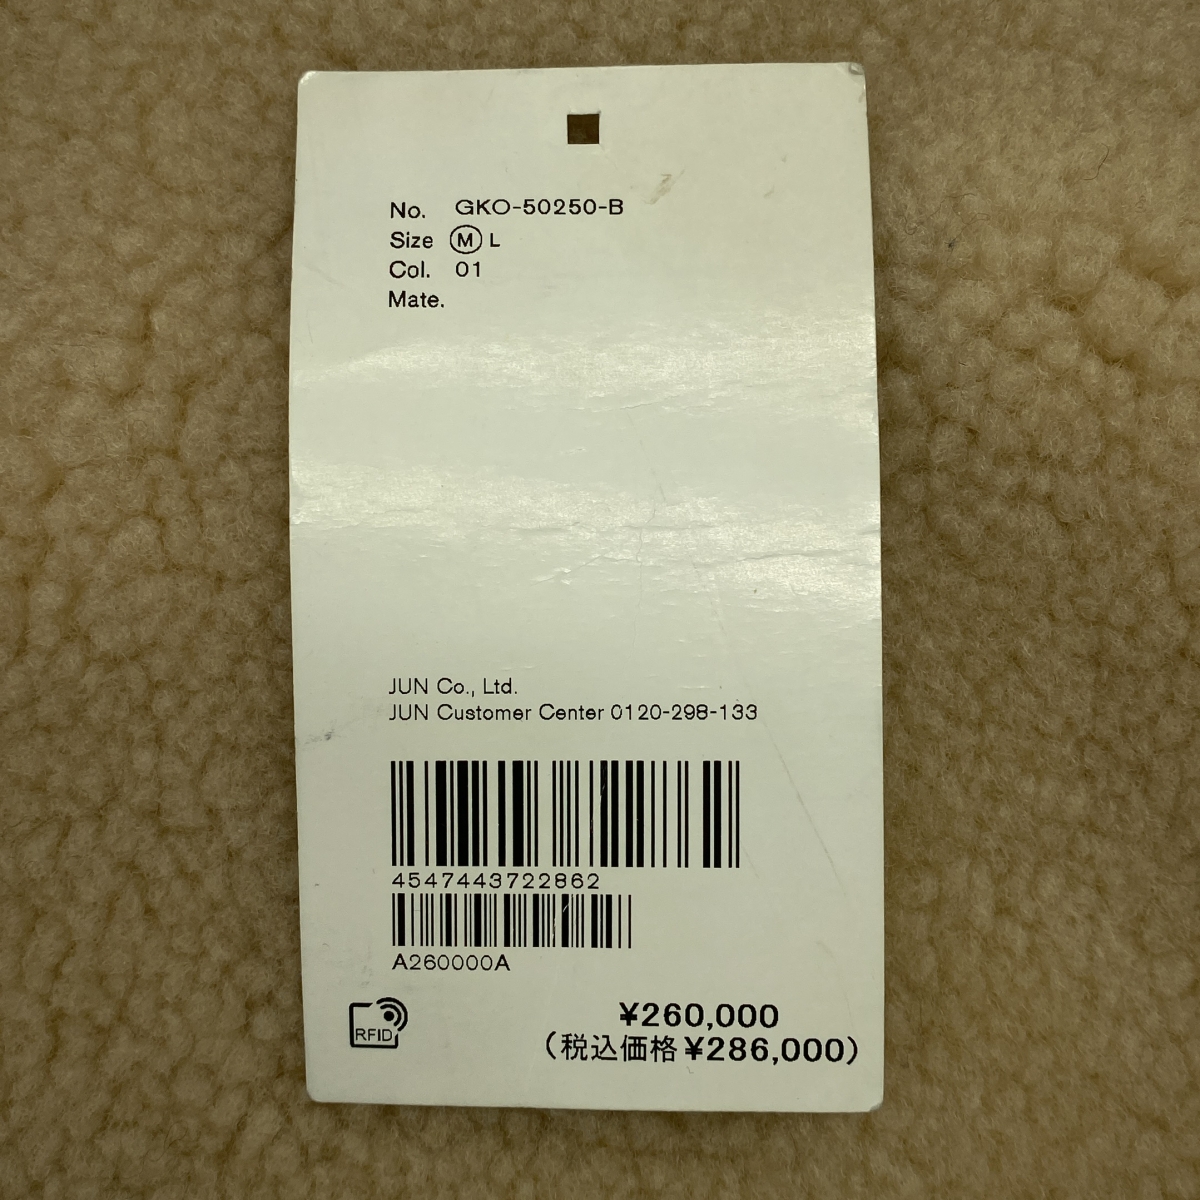 No. GKO-50250-B
Size Ⓜ L
Col. 01
Mate.
JUN Co., Ltd.
JUN Customer Center 0120-298-133
4547443722862
A260000A
RFID
¥260,000
(税込価格¥286,000)